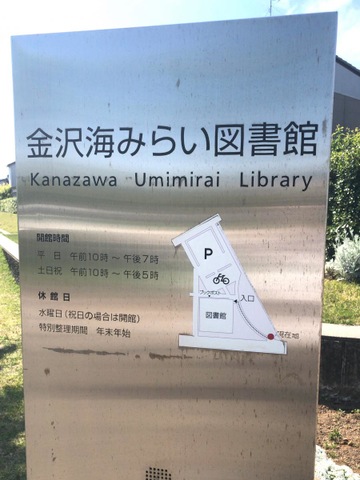 金沢海みらい図書館
Kanazawa Umimirai Library
開館時間
平 日 午前10時～午後7時
土日祝 午前10時～午後5時
休館日
水曜日(祝日の場合は開館)
特別整理期間 年末年始
P
ブックポスト
入口
図書館
現在地